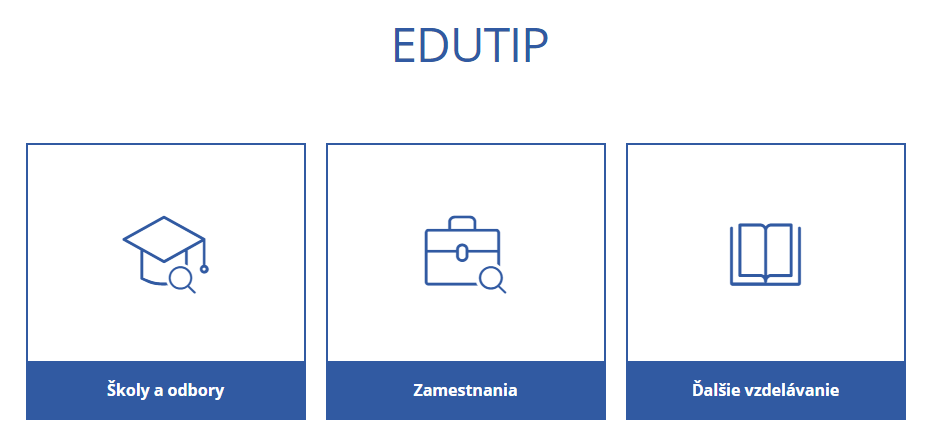 EDUTIP
Školy a odbory
Zamestnania
Ďalšie vzdelávanie